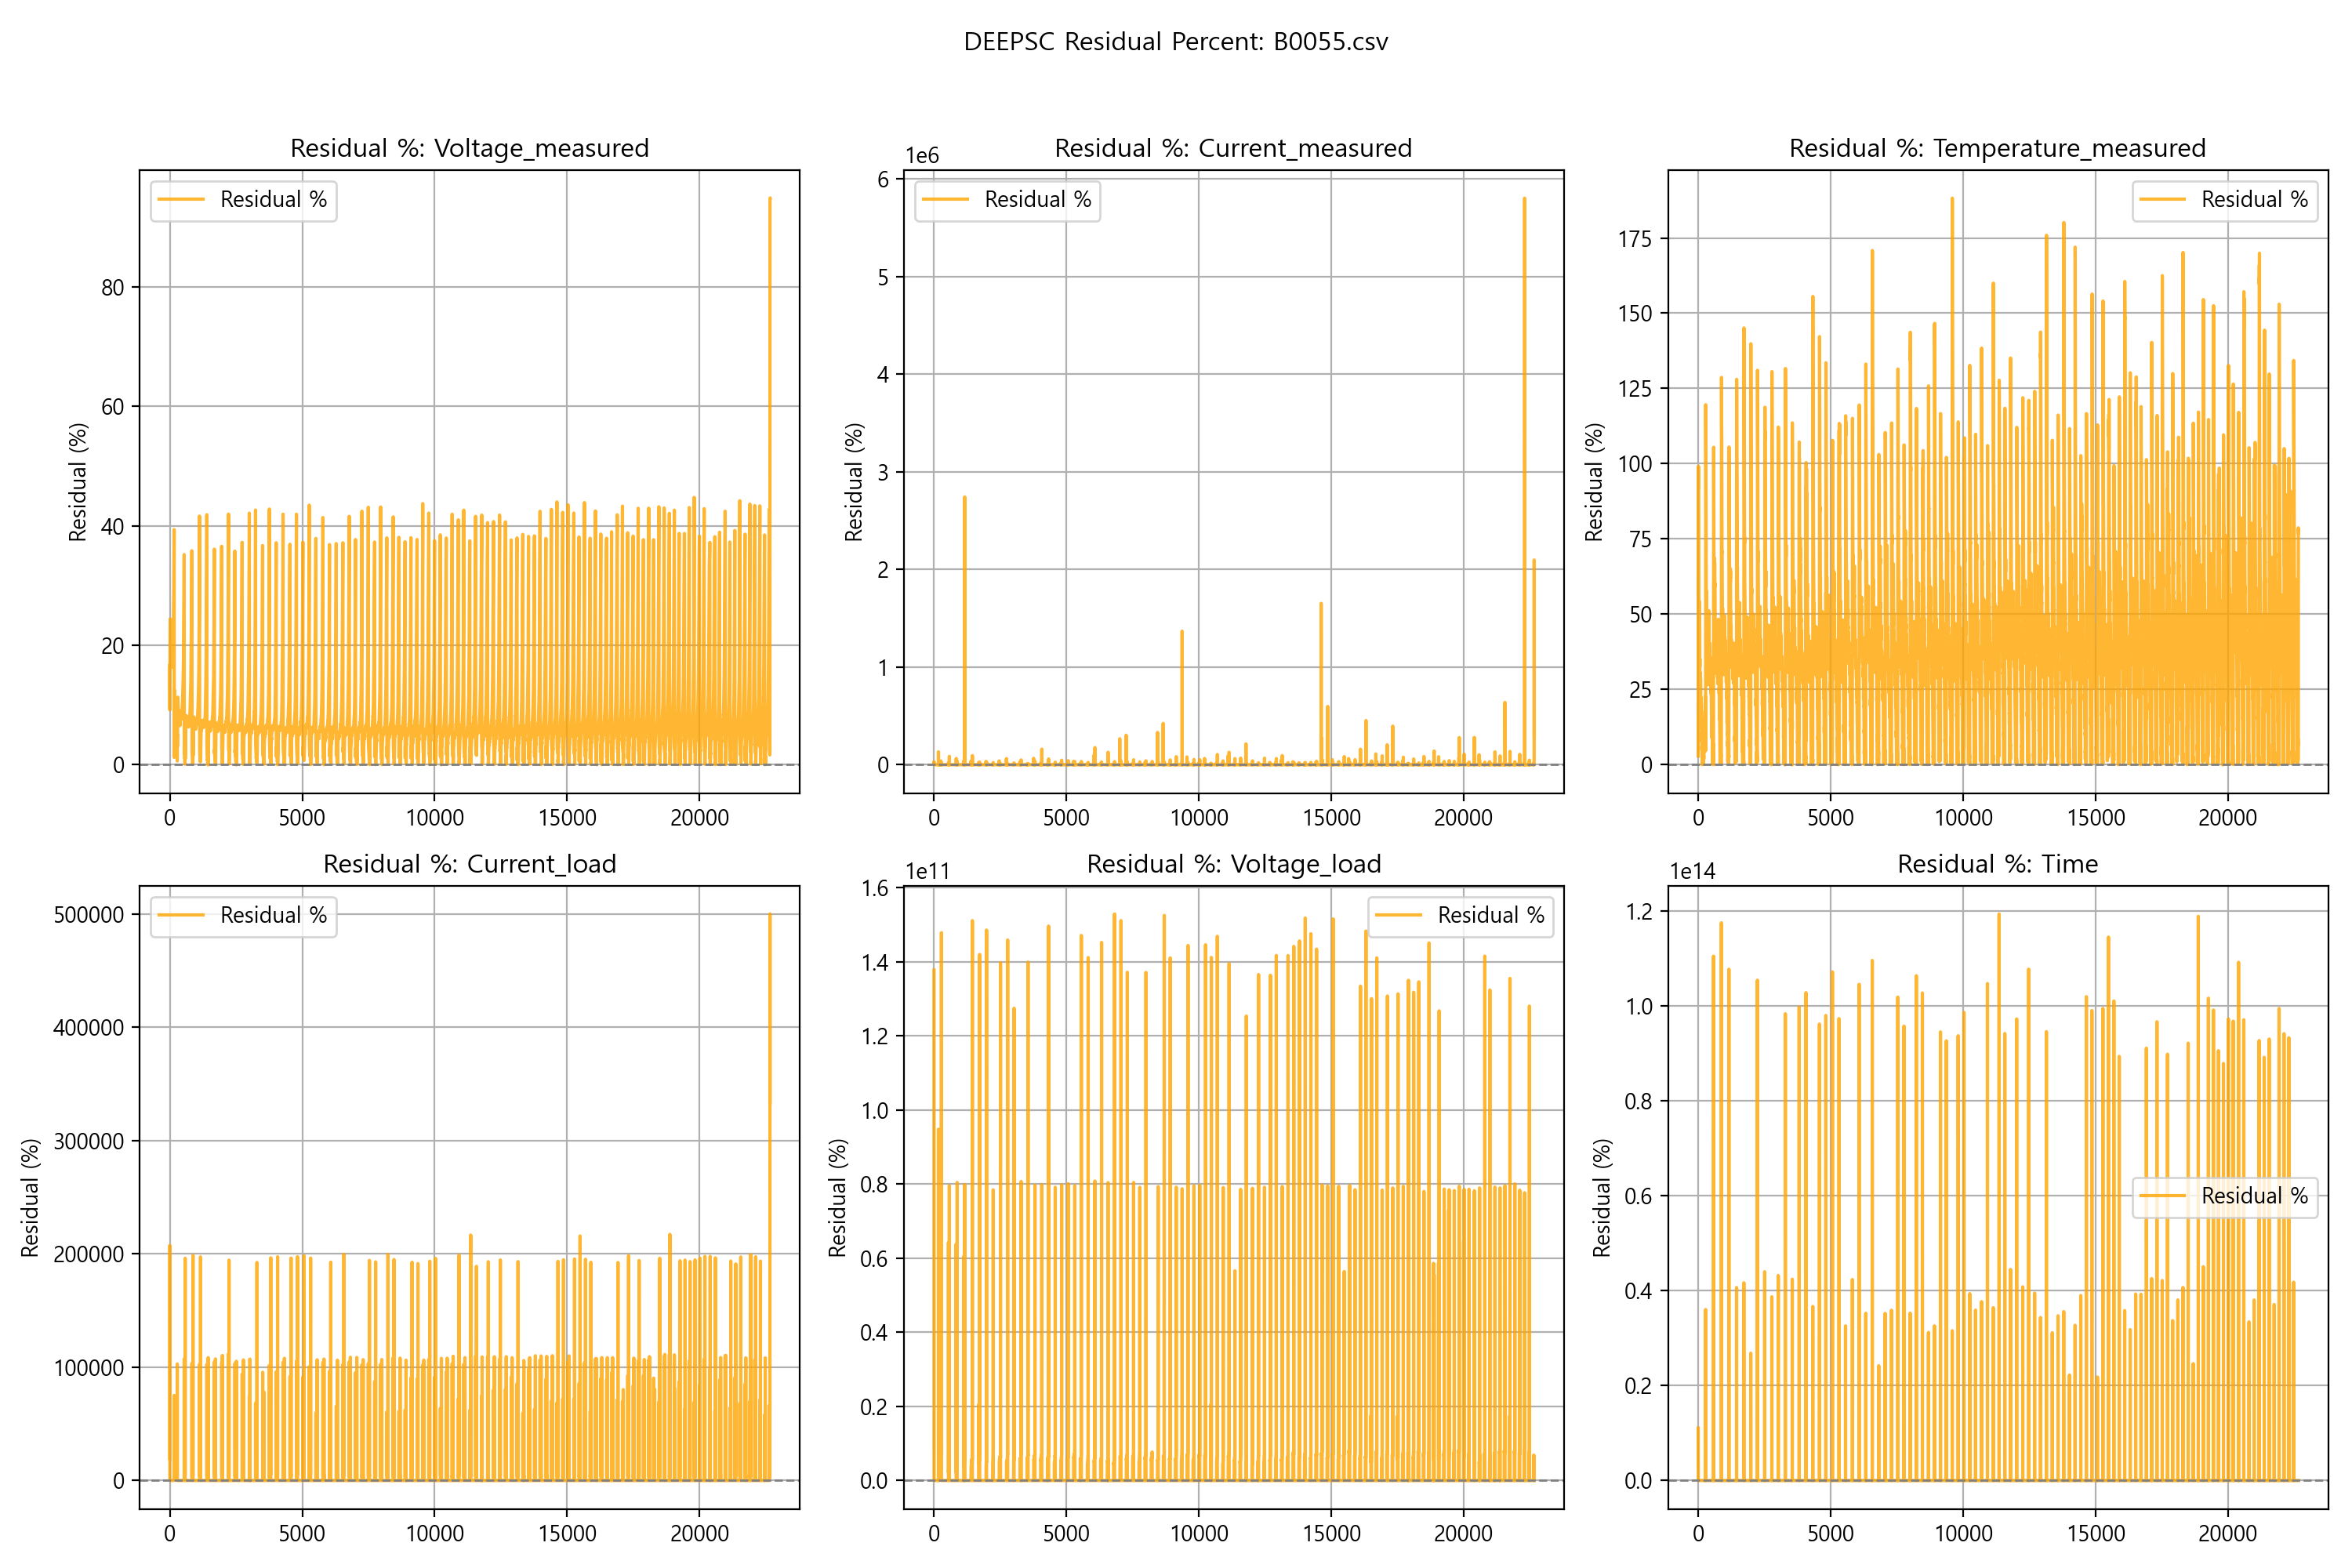 DEEPSC Residual Percent: B0055.csv
Residual %: Voltage_measured
Residual %
Residual (%)
80
60
40
20
0
0 5000 10000 15000 20000
Residual %: Current_measured
1e6
Residual %
Residual (%)
6
5
4
3
2
1
0
0 5000 10000 15000 20000
Residual %: Temperature_measured
Residual %
Residual (%)
175
150
125
100
75
50
25
0
0 5000 10000 15000 20000
Residual %: Current_load
Residual %
Residual (%)
500000
400000
300000
200000
100000
0
0 5000 10000 15000 20000
Residual %: Voltage_load
1e11
Residual %
Residual (%)
1.6
1.4
1.2
1.0
0.8
0.6
0.4
0.2
0.0
0 5000 10000 15000 20000
Residual %: Time
1e14
Residual %
Residual (%)
1.2
1.0
0.8
0.6
0.4
0.2
0.0
0 5000 10000 15000 20000